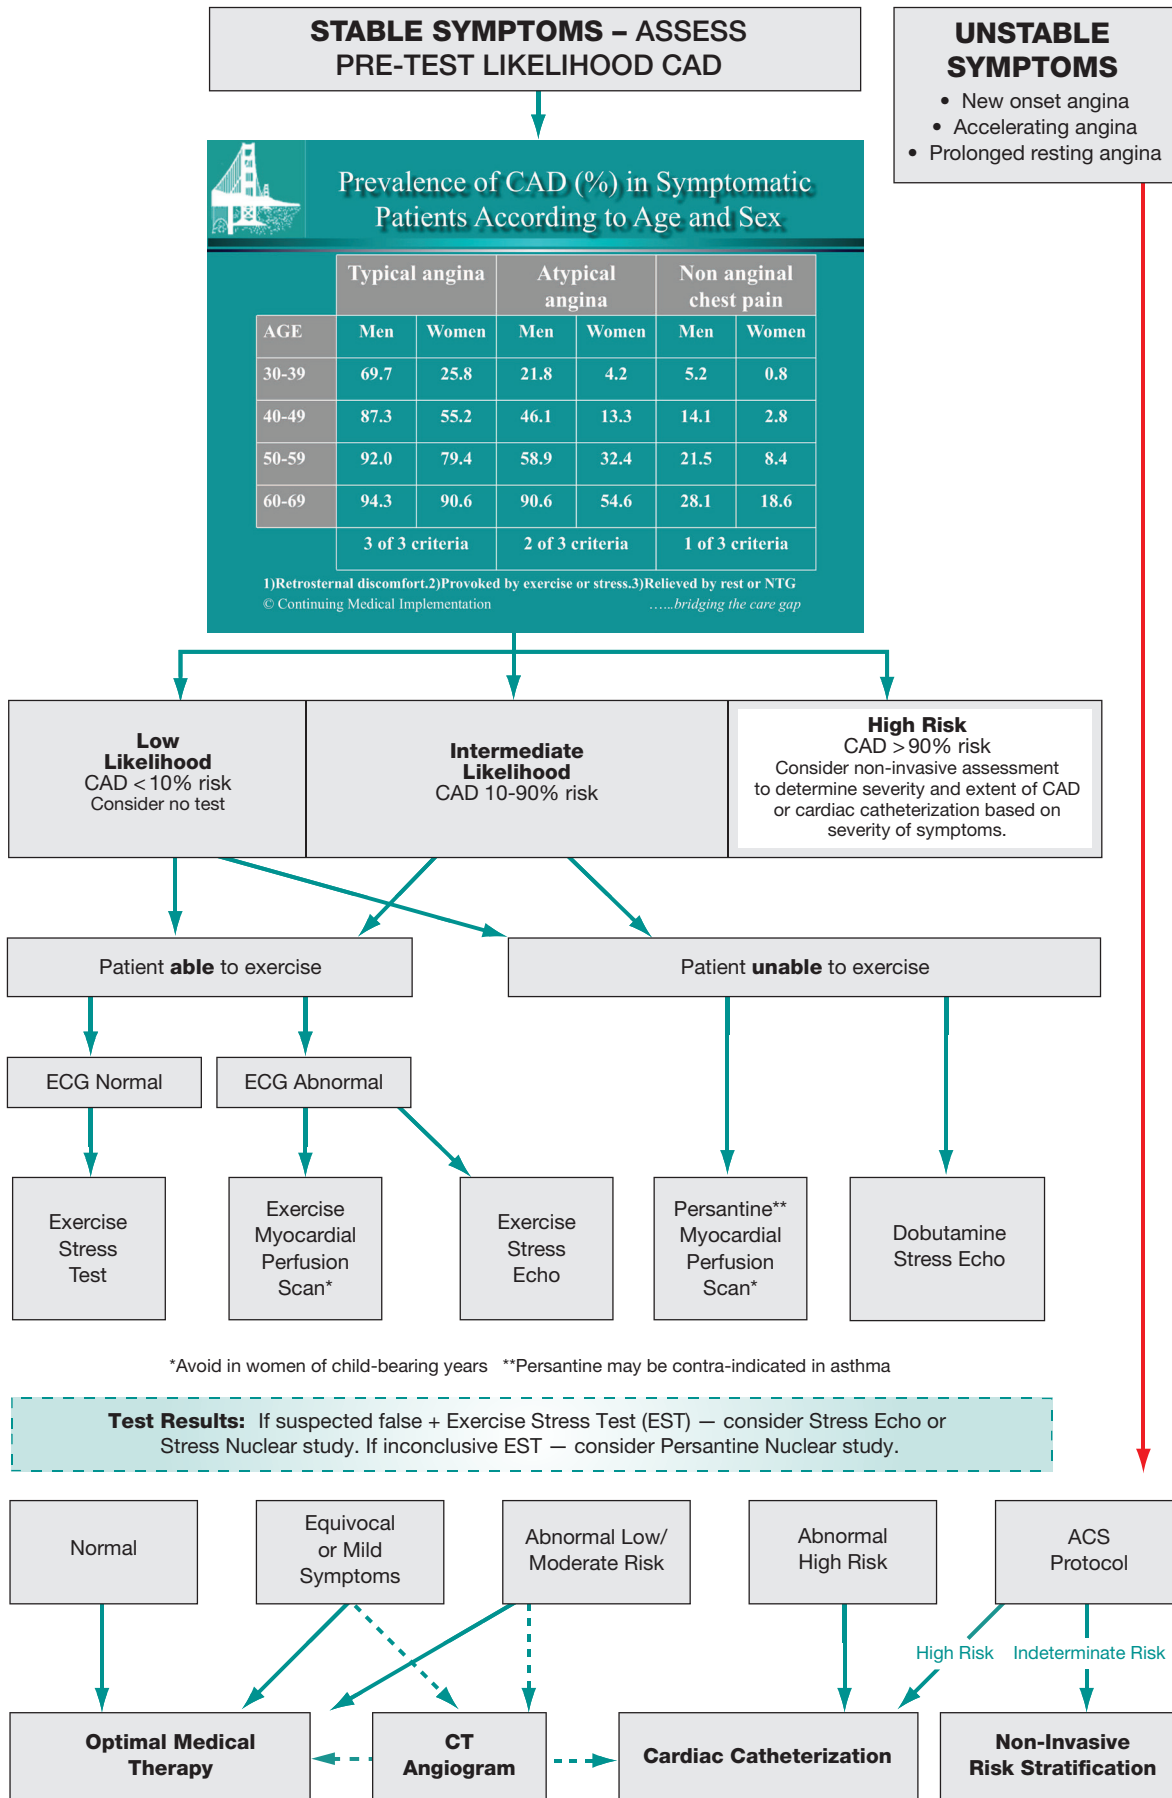 STABLE SYMPTOMS – ASSESS
PRE-TEST LIKELIHOOD CAD
UNSTABLE
SYMPTOMS
• New onset angina
• Accelerating angina
• Prolonged resting angina
Prevalence of CAD (%) in Symptomatic
Patients According to Age and Sex
Typical angina Atypical angina Non anginal chest pain
AGE Men Women Men Women Men Women
30-39 69.7 25.8 21.8 4.2 5.2 0.8
40-49 87.3 55.2 46.1 13.3 14.1 2.8
50-59 92.0 79.4 58.9 32.4 21.5 8.4
60-69 94.3 90.6 90.6 54.6 28.1 18.6
3 of 3 criteria 2 of 3 criteria 1 of 3 criteria
1)Retrosternal discomfort.2)Provoked by exercise or stress.3)Relieved by rest or NTG
© Continuing Medical Implementation …...bridging the care gap
Low
Likelihood
CAD < 10% risk
Consider no test
Intermediate
Likelihood
CAD 10-90% risk
High Risk
CAD > 90% risk
Consider non-invasive assessment
to determine severity and extent of CAD
or cardiac catheterization based on
severity of symptoms.
Patient able to exercise
Patient unable to exercise
ECG Normal
ECG Abnormal
Exercise
Stress
Test
Exercise
Myocardial
Perfusion
Scan*
Exercise
Stress
Echo
Persantine**
Myocardial
Perfusion
Scan*
Dobutamine
Stress Echo
*Avoid in women of child-bearing years **Persantine may be contra-indicated in asthma
Test Results: If suspected false + Exercise Stress Test (EST) — consider Stress Echo or
Stress Nuclear study. If inconclusive EST — consider Persantine Nuclear study.
Normal
Equivocal
or Mild
Symptoms
Abnormal Low/
Moderate Risk
Abnormal
High Risk
ACS
Protocol
High Risk
Indeterminate Risk
Optimal Medical
Therapy
CT
Angiogram
Cardiac Catheterization
Non-Invasive
Risk Stratification